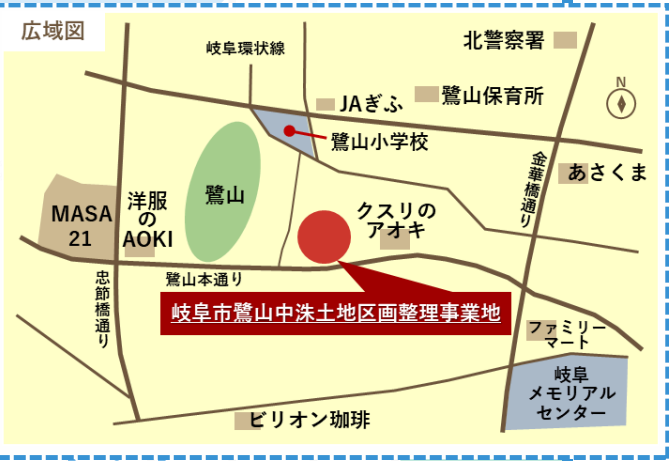 広域図
北警察署
岐阜環状線
N
JAぎふ
鷺山保育所
鷺山小学校
金華橋通り
あさくま
鷺山
洋服
の
AOKI
MASA
21
クスリの
アオキ
忠節橋通り
鷺山本通り
岐阜市鷺山中洙土地区画整理事業地
ファミリー
マート
岐阜
メモリアル
センター
ビリオン珈琲